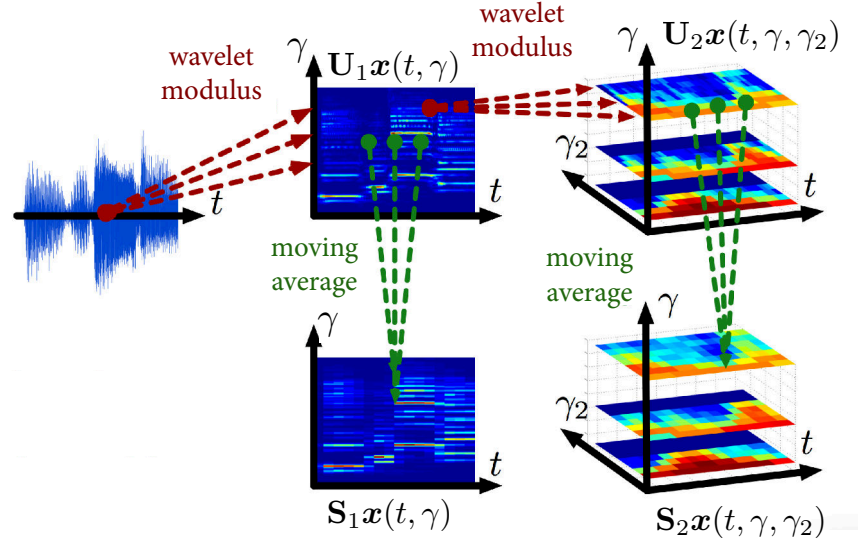 wavelet
modulus
t
γ
U₁x(t, γ)
t
wavelet
modulus
γ
U₂x(t, γ, γ₂)
γ₂
t
moving
average
γ
t
S₁x(t, γ)
moving
average
γ
γ₂
t
S₂x(t, γ, γ₂)